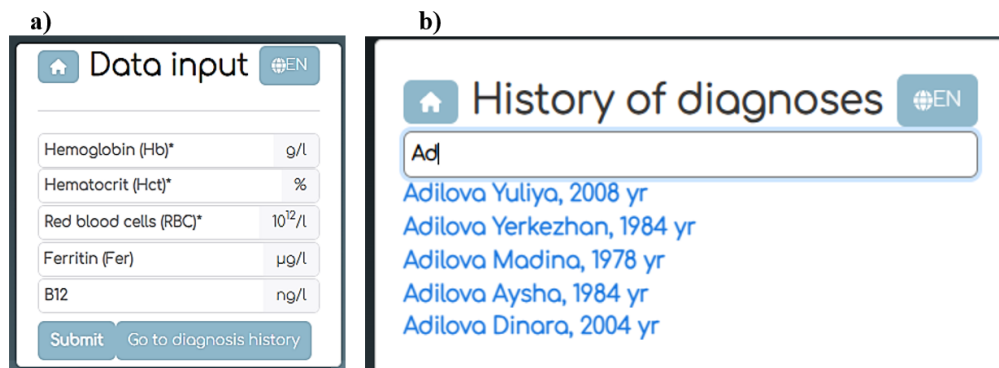 a)
Data input EN
Hemoglobin (Hb)* g/l
Hematocrit (Hct)* %
Red blood cells (RBC)* 10¹²/l
Ferritin (Fer) µg/l
B12 ng/l
Submit Go to diagnosis history
b)
History of diagnoses EN
Ad
Adilova Yuliya, 2008 yr
Adilova Yerkezhan, 1984 yr
Adilova Madina, 1978 yr
Adilova Aysha, 1984 yr
Adilova Dinara, 2004 yr